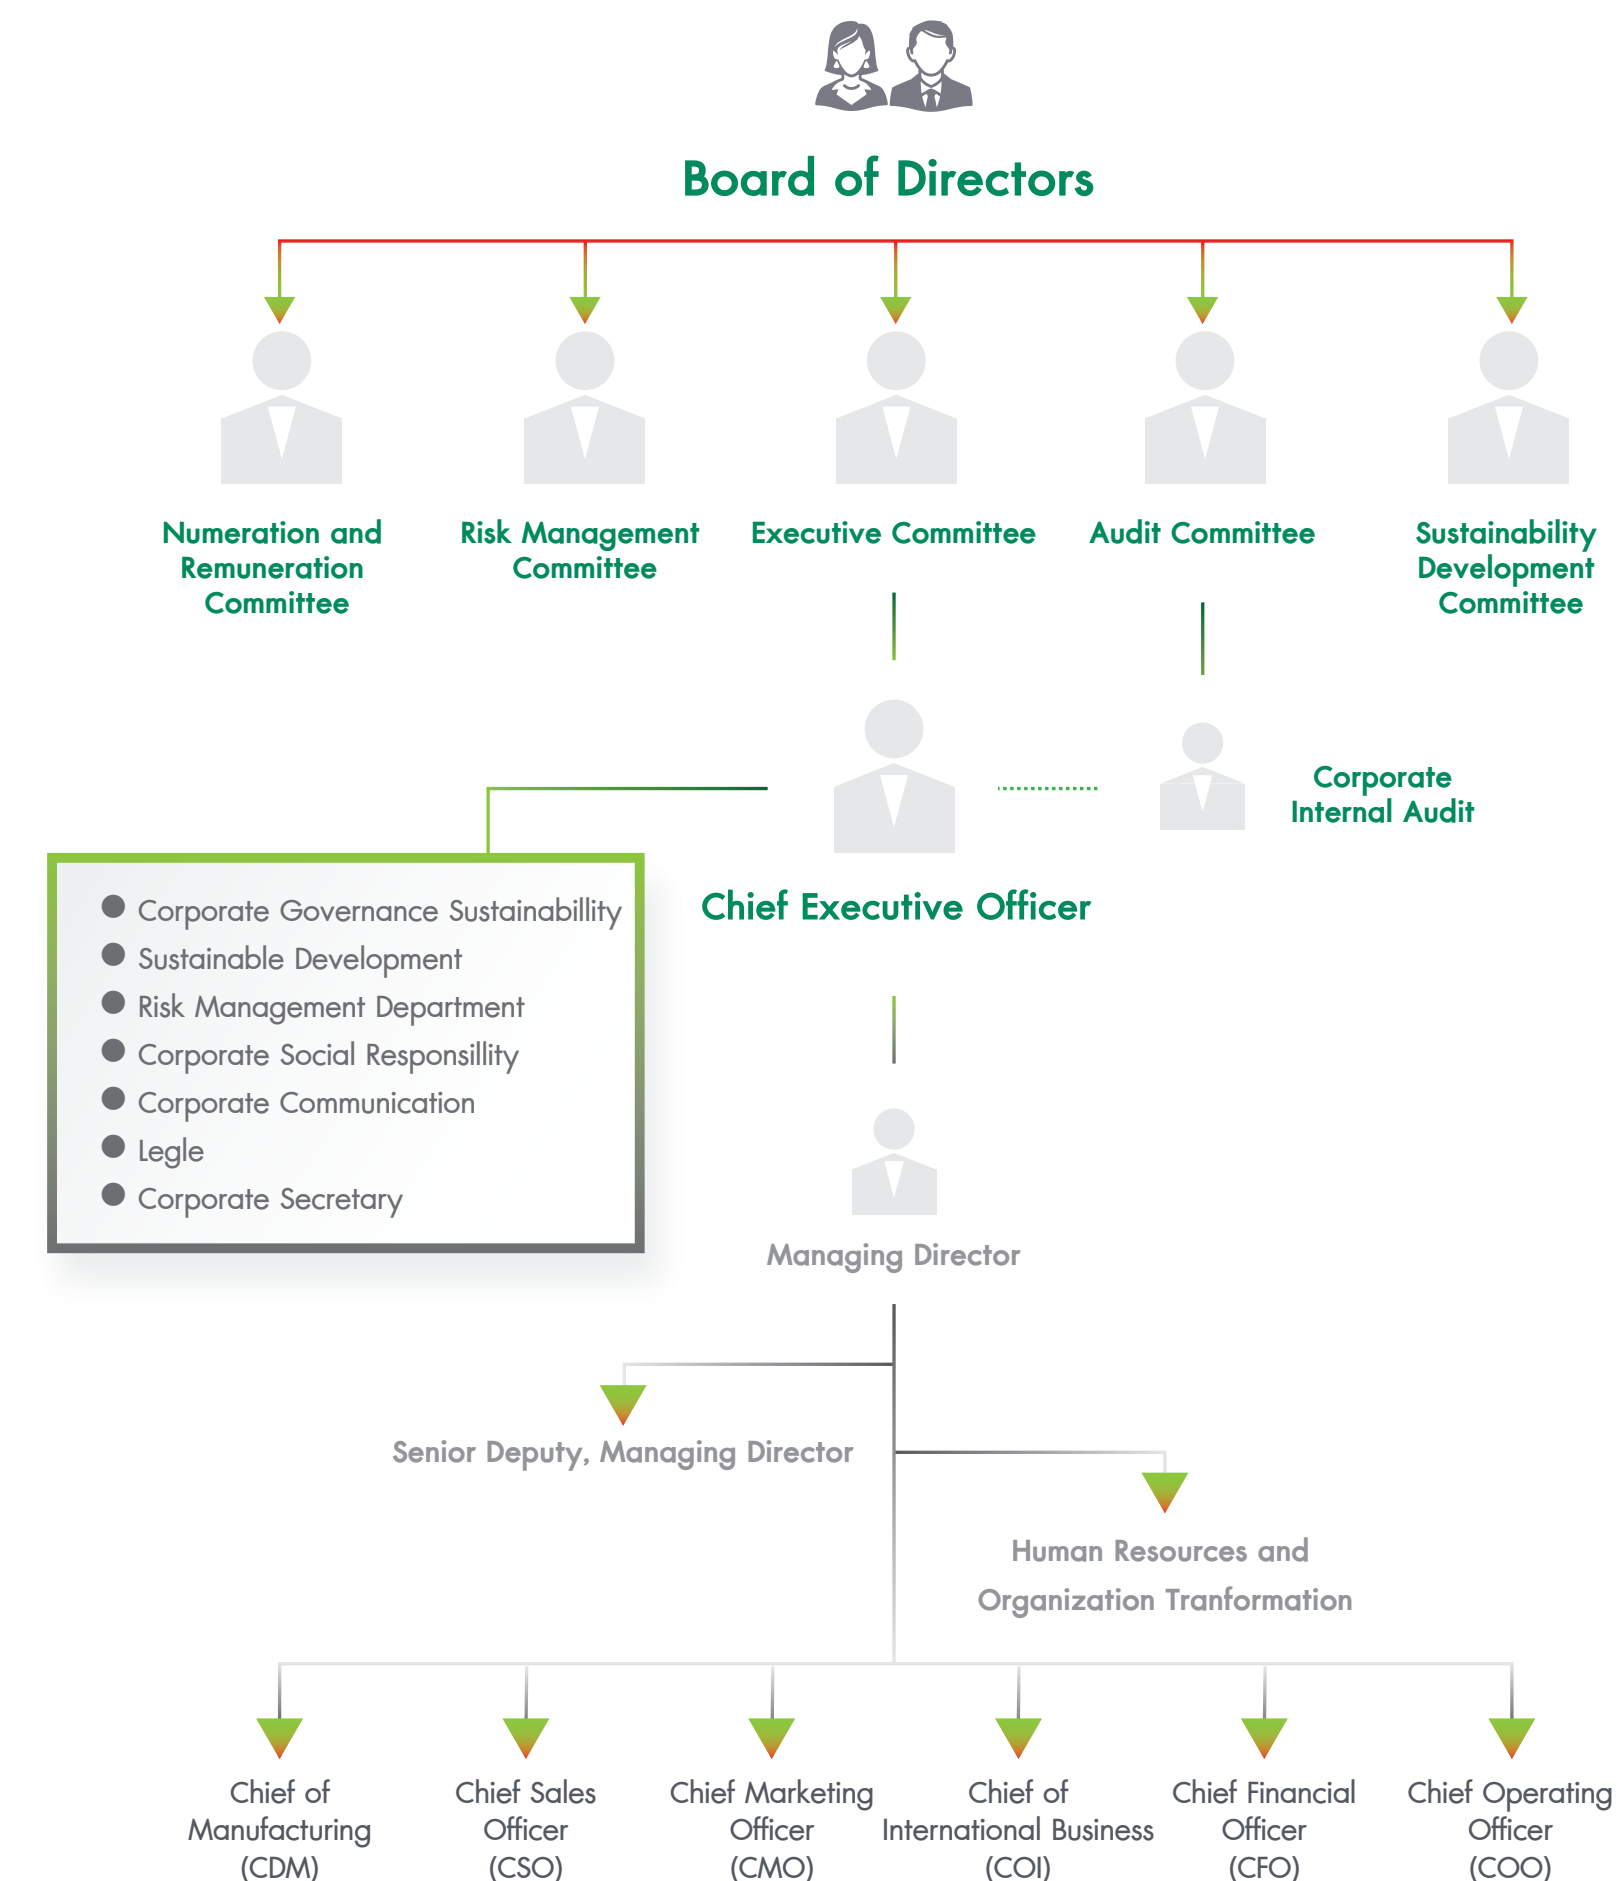 Board of Directors
Numeration and
Remuneration
Committee
Risk Management
Committee
Executive Committee
Audit Committee
Sustainability
Development
Committee
Corporate
Internal Audit
Chief Executive Officer
Corporate Governance Sustainabillity
Sustainable Development
Risk Management Department
Corporate Social Responsillity
Corporate Communication
Legle
Corporate Secretary
Managing Director
Senior Deputy, Managing Director
Human Resources and
Organization Tranformation
Chief of
Manufacturing
(CDM)
Chief Sales
Officer
(CSO)
Chief Marketing
Officer
(CMO)
Chief of
International Business
(COI)
Chief Financial
Officer
(CFO)
Chief Operating
Officer
(COO)